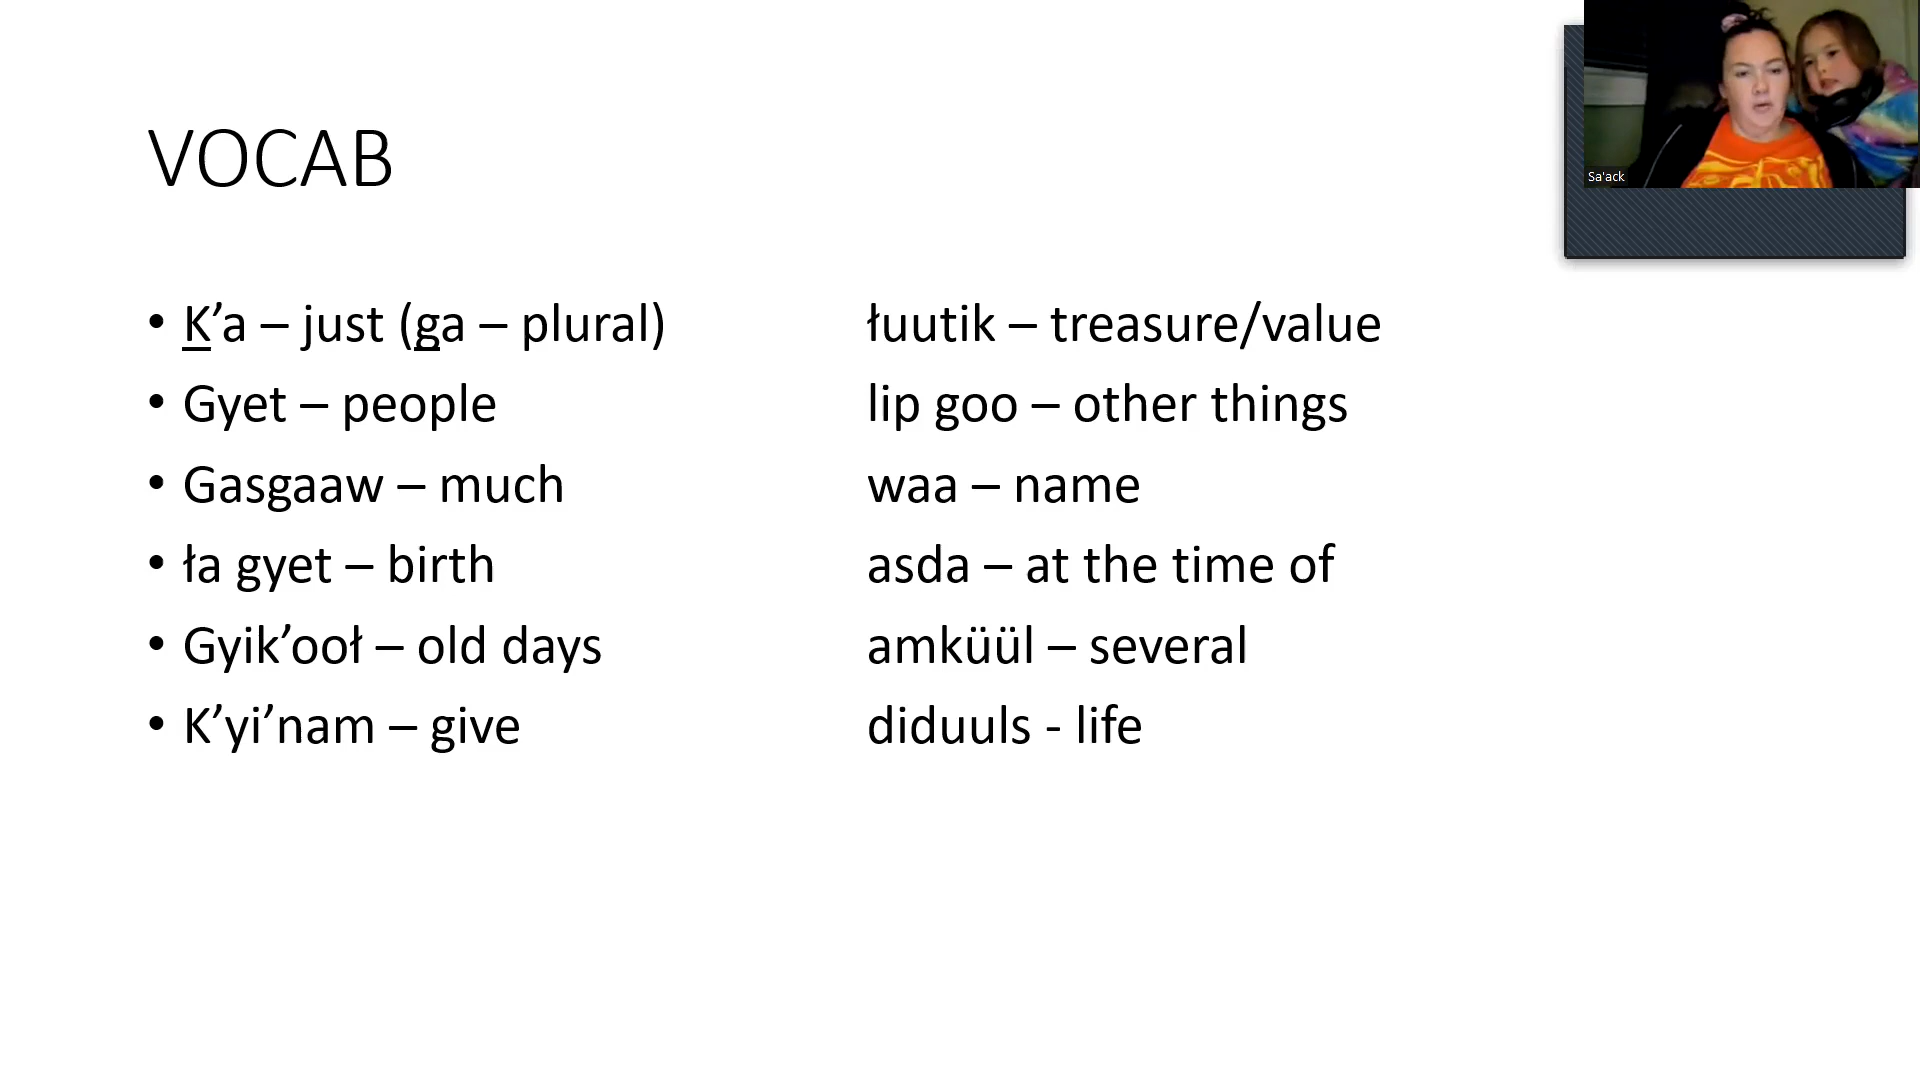 VOCAB
• K̲’a – just (g̲a – plural)
• Gyet – people
• Gasgaaw – much
• ła gyet – birth
• Gyik’ooł – old days
• K’yi’nam – give
łuutik – treasure/value
lip goo – other things
waa – name
asda – at the time of
amküül – several
diduuls - life
Sa'ack